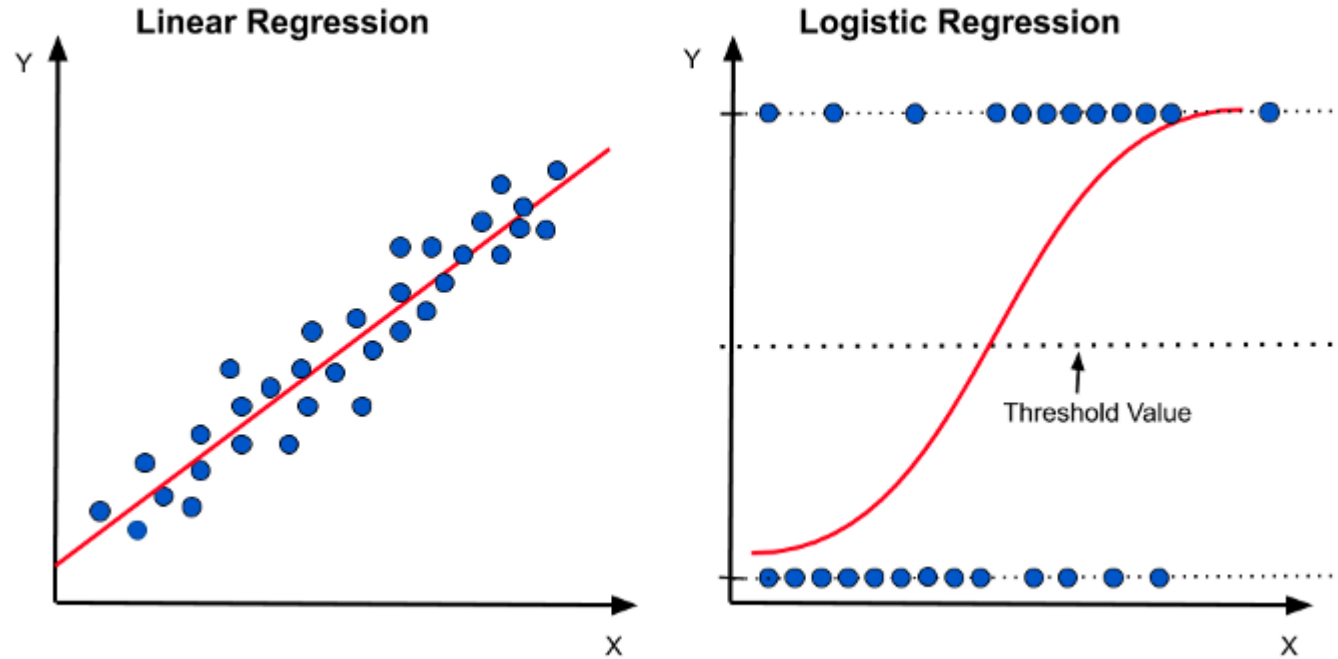 Linear Regression
Y
X
Logistic Regression
Y
Threshold Value
X